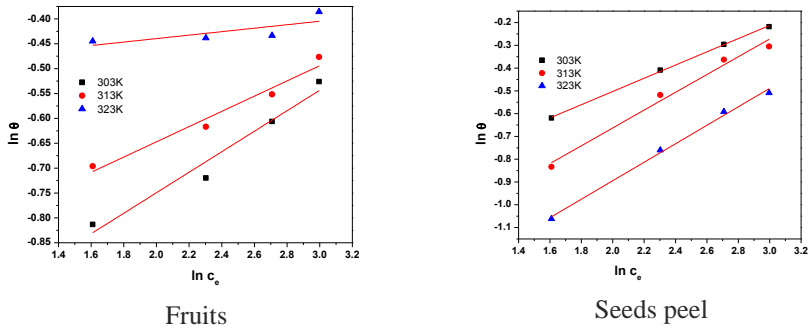 -0.40
-0.45
-0.50
-0.55
-0.60
-0.65
-0.70
-0.75
-0.80
-0.85
ln θ
303K
313K
323K
1.4 1.6 1.8 2.0 2.2 2.4 2.6 2.8 3.0 3.2
ln cₑ
Fruits
-0.2
-0.3
-0.4
-0.5
-0.6
-0.7
-0.8
-0.9
-1.0
-1.1
ln θ
303K
313K
323K
1.4 1.6 1.8 2.0 2.2 2.4 2.6 2.8 3.0 3.2
ln cₑ
Seeds peel